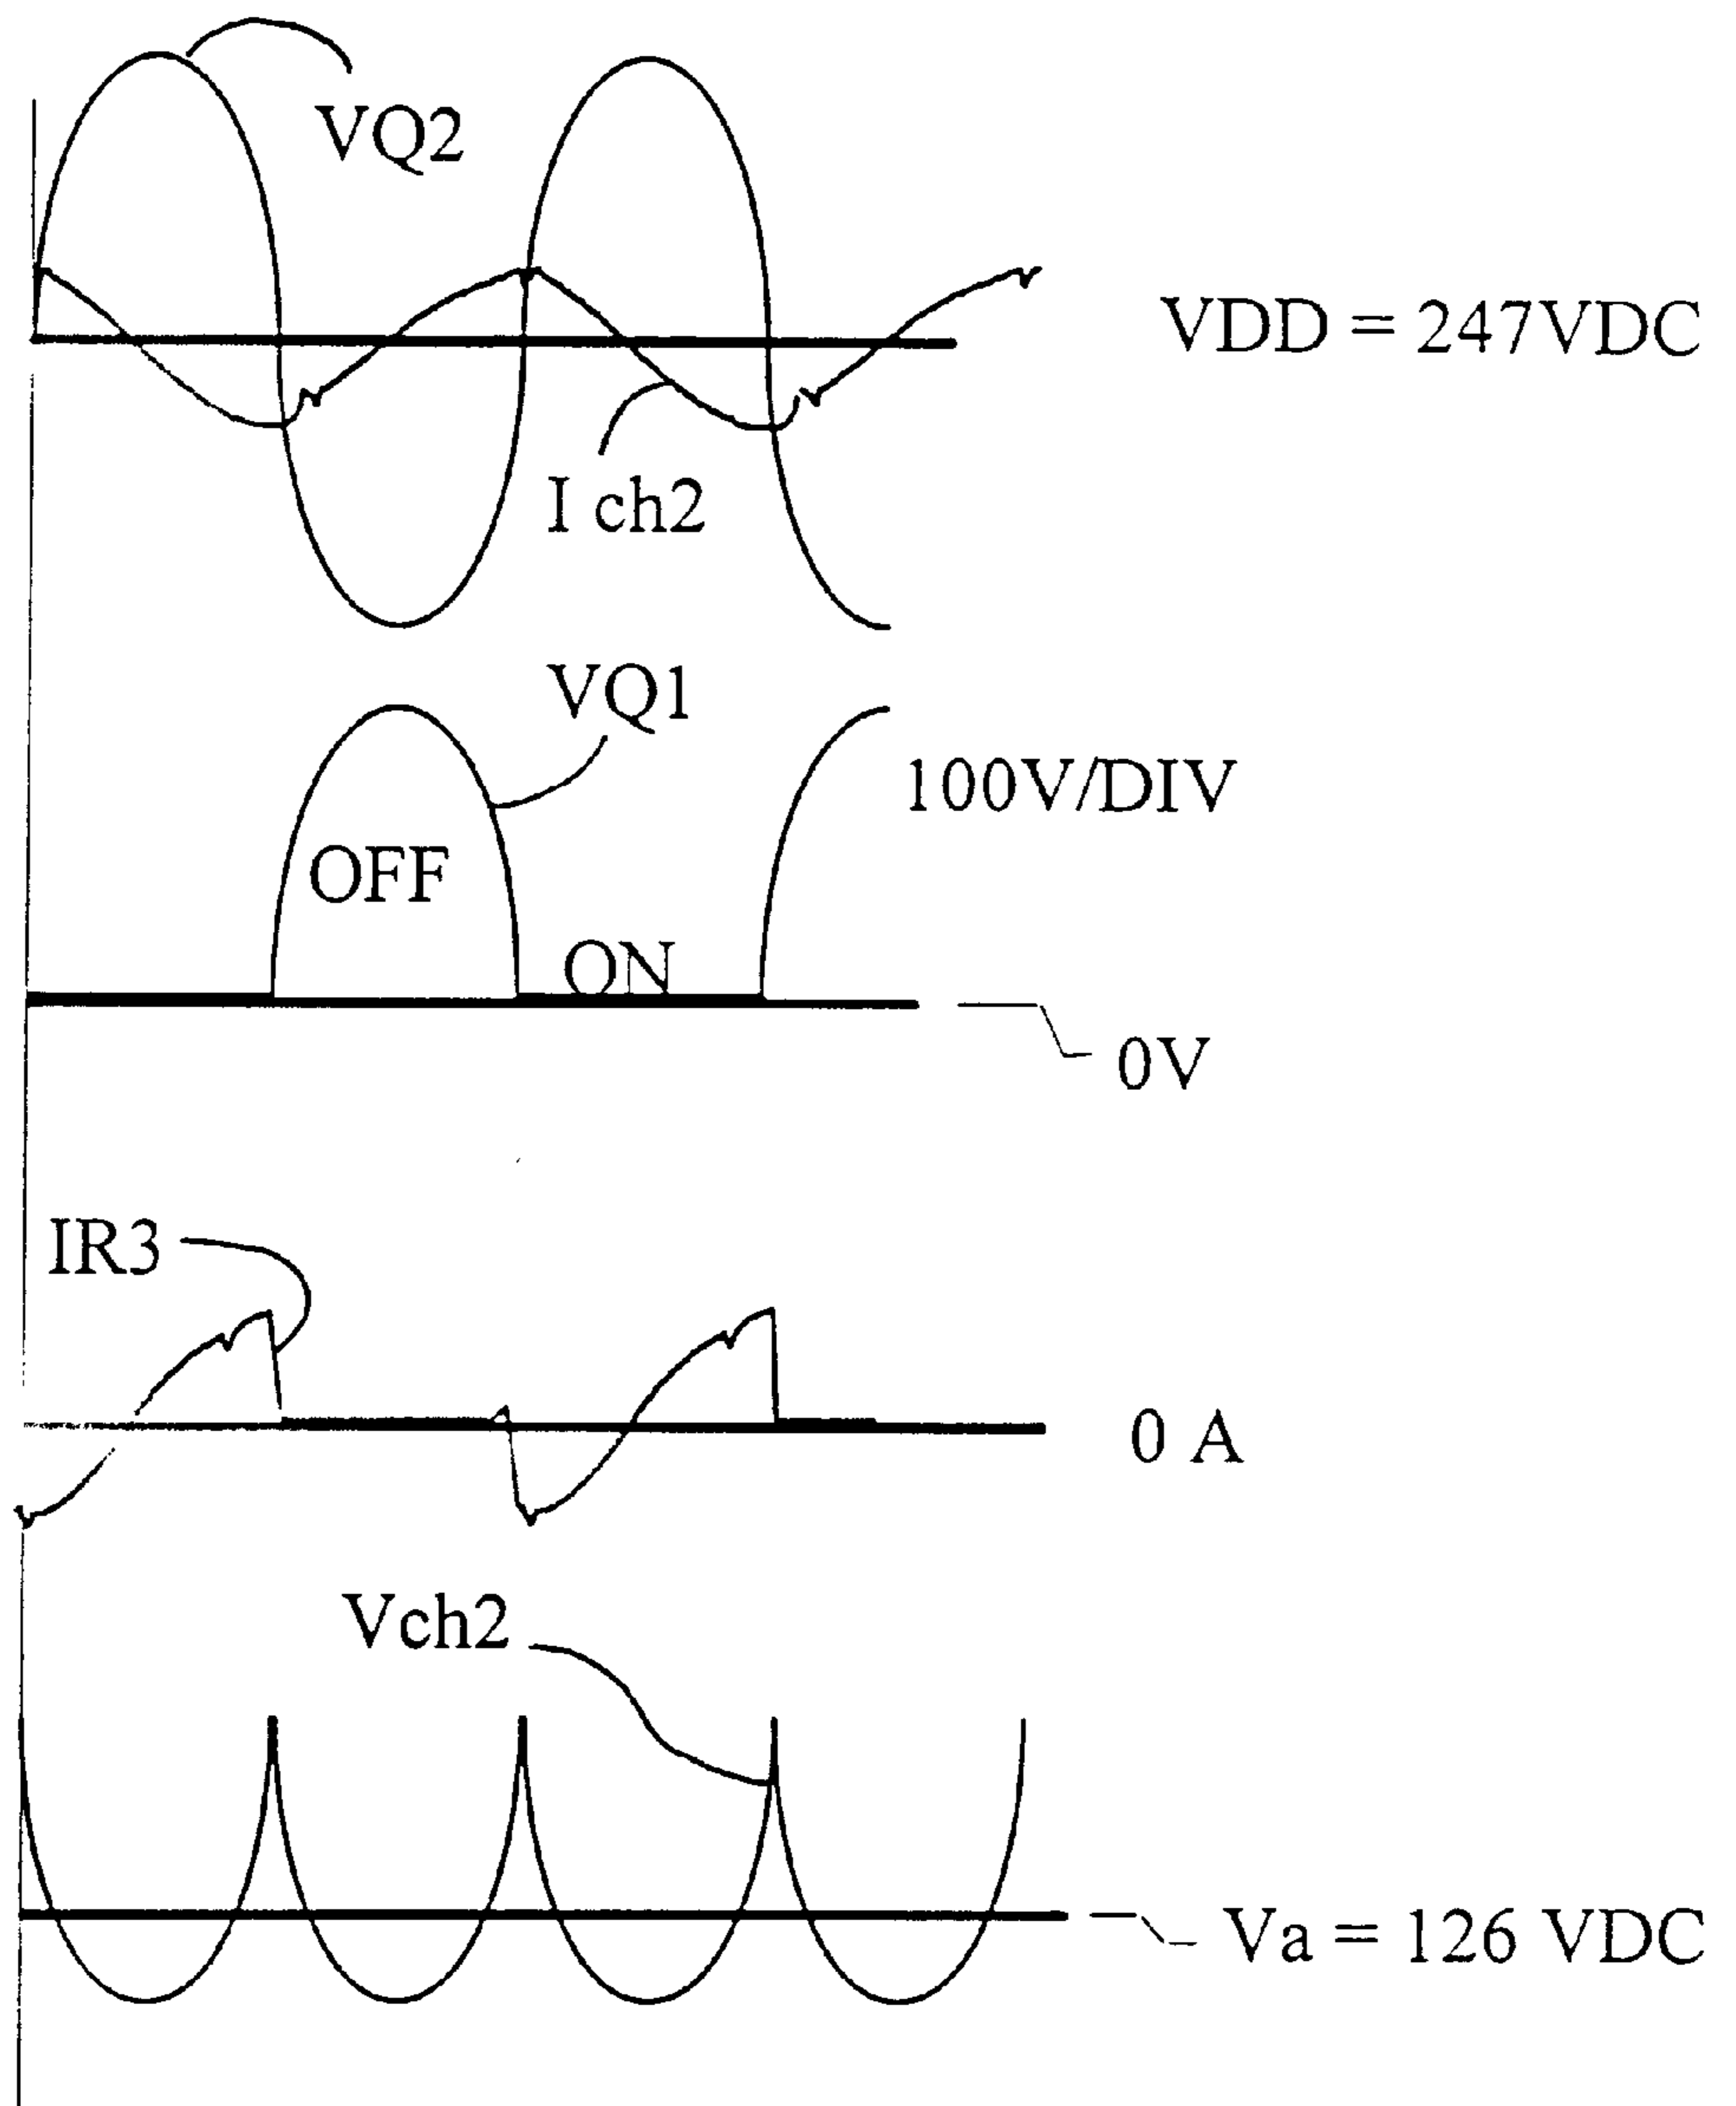 VQ2
VDD = 247VDC
I ch2
VQ1
100V/DIV
OFF
ON
0V
IR3
0 A
Vch2
Va = 126 VDC